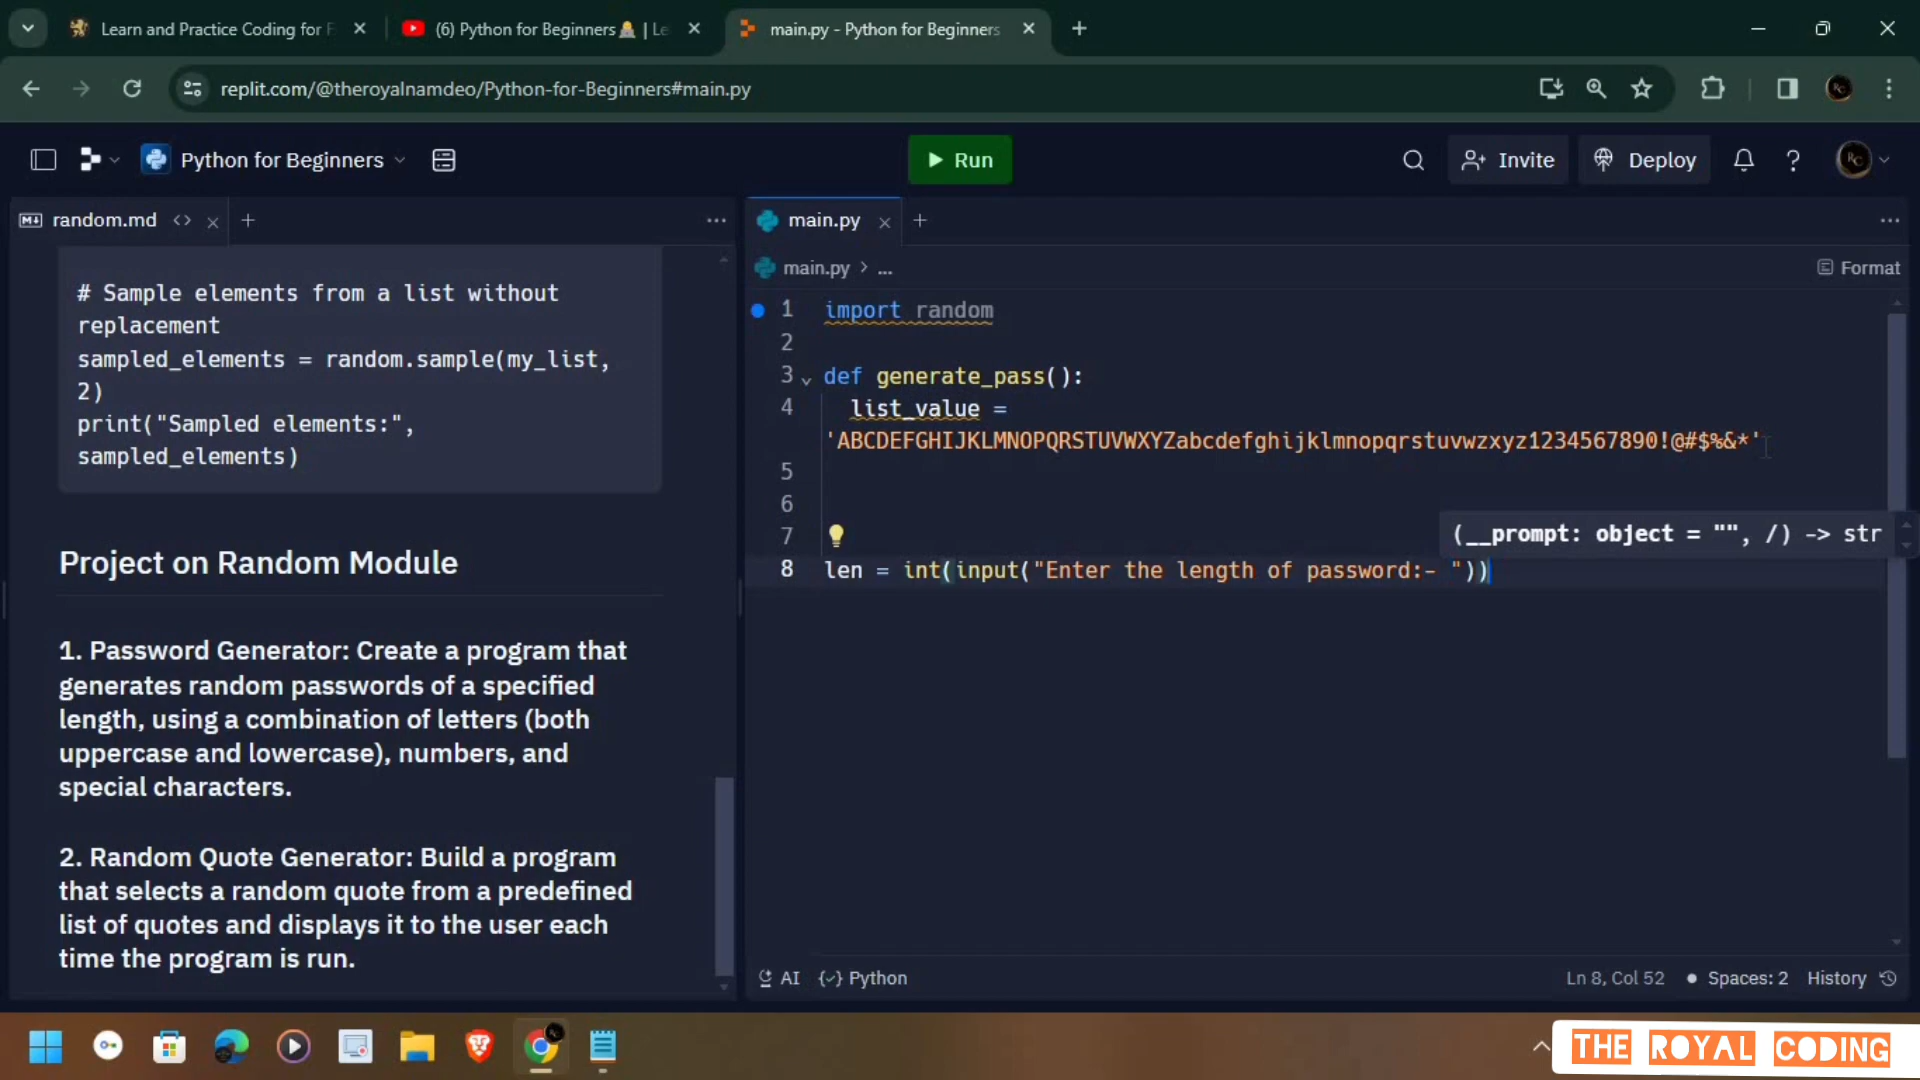 Learn and Practice Coding for F
(6) Python for Beginners | Le
main.py - Python for Beginners
replit.com/@theroyalnamdeo/Python-for-Beginners#main.py
Python for Beginners
Run
Invite
Deploy
random.md
main.py
main.py > ...
Format
# Sample elements from a list without
replacement
sampled_elements = random.sample(my_list,
2)
print("Sampled elements:",
sampled_elements)
Project on Random Module
1. Password Generator: Create a program that
generates random passwords of a specified
length, using a combination of letters (both
uppercase and lowercase), numbers, and
special characters.
2. Random Quote Generator: Build a program
that selects a random quote from a predefined
list of quotes and displays it to the user each
time the program is run.
1 import random
2
3 def generate_pass():
4 list_value =
'ABCDEFGHIJKLMNOPQRSTUVWXYZabcdefghijklmnopqrstuvwzxyz1234567890!@#$%&*'
5
6
(__prompt: object = "", /) -> str
7
8 len = int(input("Enter the length of password:- "))
AI
Python
Ln 8, Col 52
Spaces: 2
History
THE ROYAL CODING